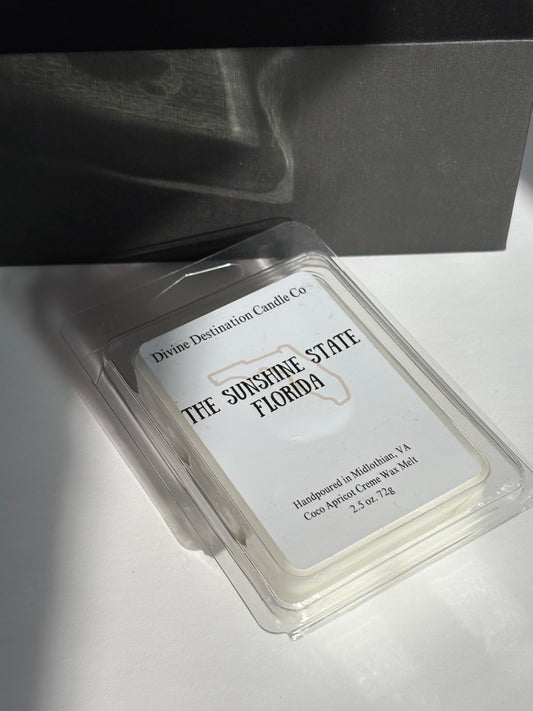 Divine Destination Candle Co
THE SUNSHINE STATE
FLORIDA
Handpoured in Midlothian, VA
Coco Apricot Creme Wax Melt
2.5 oz. 72g